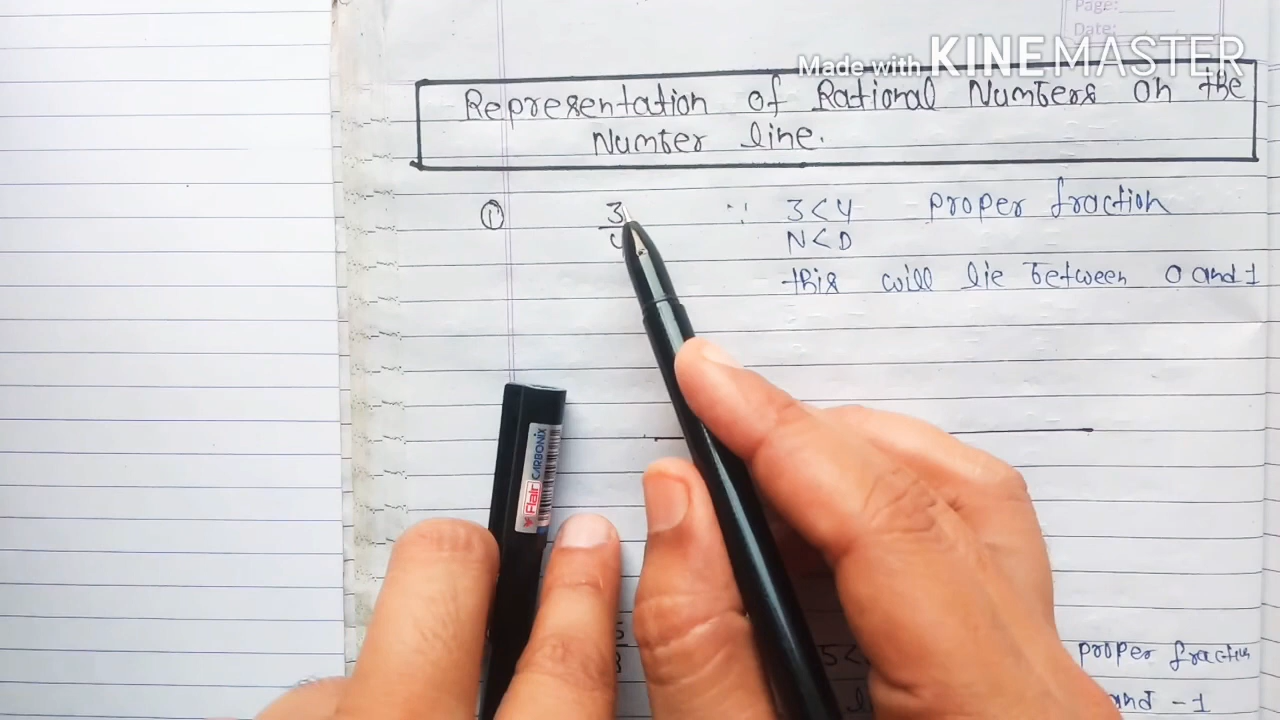 Page:
Date:
Made with KINEMASTER
Representation of Rational Numbers on the
Number line.
① 3 ∵ 3<4 proper fraction
N<D
this will lie between 0 and 1
Flair CARBONIX
5< proper fraction
and -1